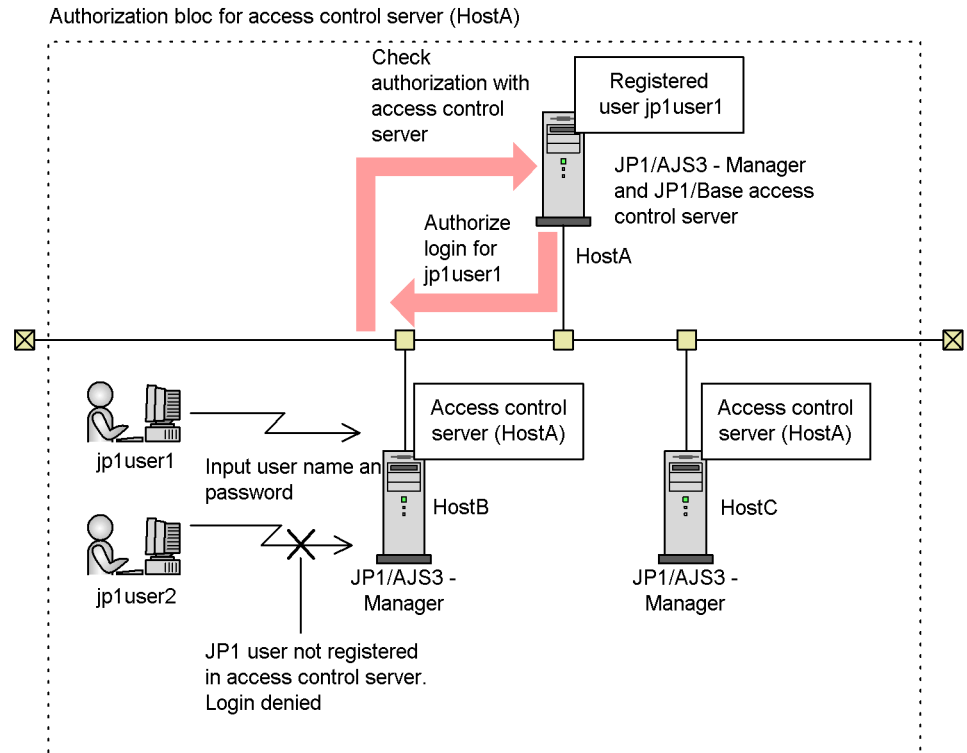 Authorization bloc for access control server (HostA)
Check
authorization with
access control
server
Registered
user jp1user1
JP1/AJS3 - Manager
and JP1/Base access
control server
Authorize
login for
jp1user1
HostA
jp1user1
Input user name an
password
Access control
server (HostA)
HostB
JP1/AJS3 -
Manager
Access control
server (HostA)
HostC
JP1/AJS3 -
Manager
jp1user2
JP1 user not registered
in access control server.
Login denied